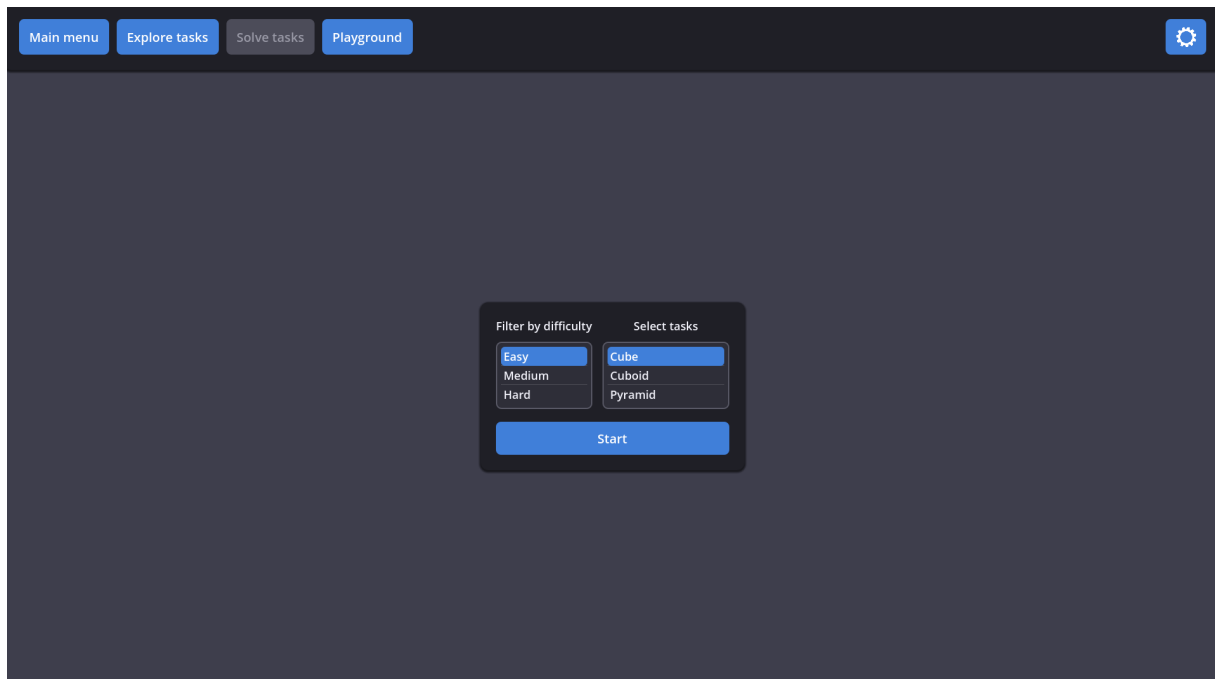 Main menu Explore tasks Solve tasks Playground
Filter by difficulty Select tasks
Easy Cube
Medium Cuboid
Hard Pyramid
Start